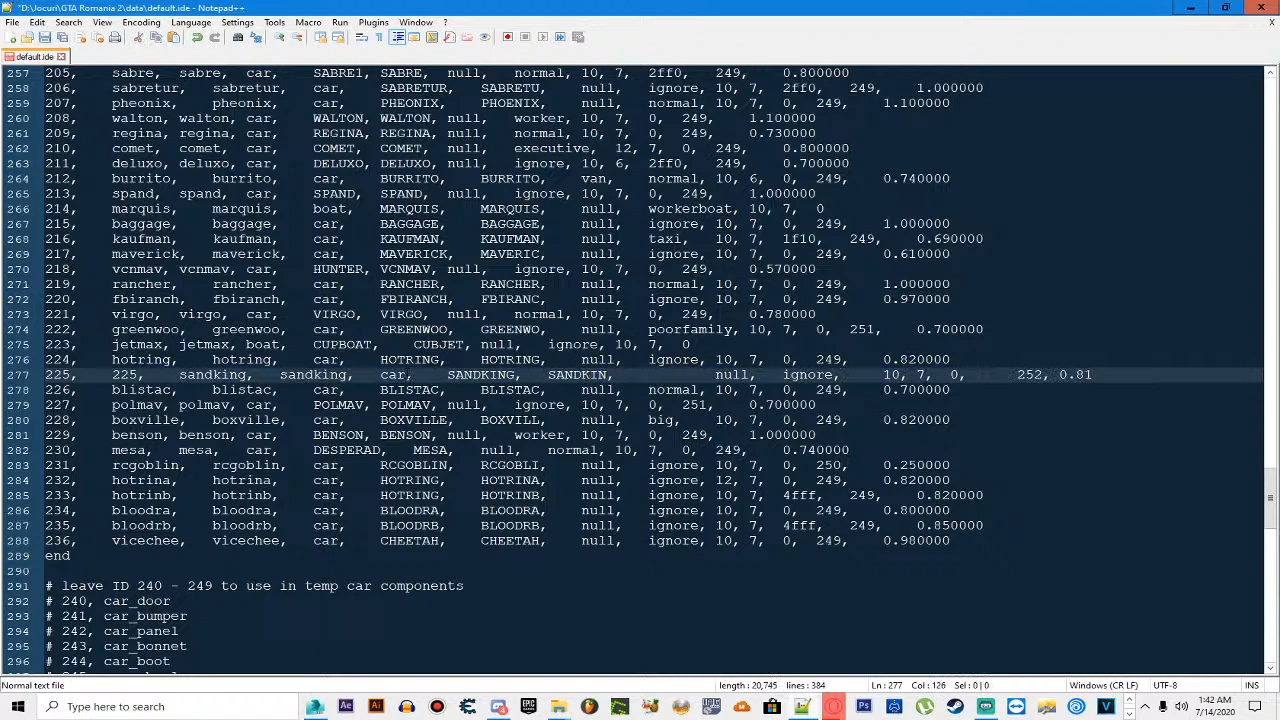 *D:\Jocuri\GTA Romania 2\data\default.ide - Notepad++
File Edit Search View Encoding Language Settings Tools Macro Run Plugins Window ? X
default.ide
257 205, sabre, sabre, car, SABRE1, SABRE, null, normal, 10, 7, 2ff0, 249, 0.800000
258 206, sabretur, sabretur, car, SABRETUR, SABRETU, null, ignore, 10, 7, 2ff0, 249, 1.000000
259 207, pheonix, pheonix, car, PHEONIX, PHOENIX, null, normal, 10, 7, 0, 249, 1.100000
260 208, walton, walton, car, WALTON, WALTON, null, worker, 10, 7, 0, 249, 1.100000
261 209, regina, regina, car, REGINA, REGINA, null, normal, 10, 7, 0, 249, 0.730000
262 210, comet, comet, car, COMET, COMET, null, executive, 12, 7, 0, 249, 0.800000
263 211, deluxo, deluxo, car, DELUXO, DELUXO, null, ignore, 10, 6, 2ff0, 249, 0.700000
264 212, burrito, burrito, car, BURRITO, BURRITO, van, normal, 10, 6, 0, 249, 0.740000
265 213, spand, spand, car, SPAND, SPAND, null, ignore, 10, 7, 0, 249, 1.000000
266 214, marquis, marquis, boat, MARQUIS, MARQUIS, null, workerboat, 10, 7, 0
267 215, baggage, baggage, car, BAGGAGE, BAGGAGE, null, ignore, 10, 7, 0, 249, 1.000000
268 216, kaufman, kaufman, car, KAUFMAN, KAUFMAN, null, taxi, 10, 7, 1f10, 249, 0.690000
269 217, maverick, maverick, car, MAVERICK, MAVERIC, null, ignore, 10, 7, 0, 249, 0.610000
270 218, vcnmav, vcnmav, car, HUNTER, VCNMAV, null, ignore, 10, 7, 0, 249, 0.570000
271 219, rancher, rancher, car, RANCHER, RANCHER, null, normal, 10, 7, 0, 249, 1.000000
272 220, fbiranch, fbiranch, car, FBIRANCH, FBIRANC, null, ignore, 10, 7, 0, 249, 0.970000
273 221, virgo, virgo, car, VIRGO, VIRGO, null, normal, 10, 7, 0, 249, 0.780000
274 222, greenwoo, greenwoo, car, GREENWOO, GREENWO, null, poorfamily, 10, 7, 0, 251, 0.700000
275 223, jetmax, jetmax, boat, CUPBOAT, CUBJET, null, ignore, 10, 7, 0
276 224, hotring, hotring, car, HOTRING, HOTRING, null, ignore, 10, 7, 0, 249, 0.820000
277 225, 225, sandking, sandking, car, SANDKING, SANDKIN, null, ignore, 10, 7, 0, 252, 0.81
278 226, blistac, blistac, car, BLISTAC, BLISTAC, null, normal, 10, 7, 0, 249, 0.700000
279 227, polmav, polmav, car, POLMAV, POLMAV, null, ignore, 10, 7, 0, 251, 0.700000
280 228, boxville, boxville, car, BOXVILLE, BOXVILL, null, big, 10, 7, 0, 249, 0.820000
281 229, benson, benson, car, BENSON, BENSON, null, worker, 10, 7, 0, 249, 1.000000
282 230, mesa, mesa, car, DESPERAD, MESA, null, normal, 10, 7, 0, 249, 0.740000
283 231, rcgoblin, rcgoblin, car, RCGOBLIN, RCGOBLI, null, ignore, 10, 7, 0, 250, 0.250000
284 232, hotrina, hotrina, car, HOTRING, HOTRINA, null, ignore, 12, 7, 0, 249, 0.820000
285 233, hotrinb, hotrinb, car, HOTRING, HOTRINB, null, ignore, 10, 7, 4fff, 249, 0.820000
286 234, bloodra, bloodra, car, BLOODRA, BLOODRA, null, ignore, 10, 7, 0, 249, 0.800000
287 235, bloodrb, bloodrb, car, BLOODRB, BLOODRB, null, ignore, 10, 7, 4fff, 249, 0.850000
288 236, vicechee, vicechee, car, CHEETAH, CHEETAH, null, ignore, 10, 7, 0, 249, 0.980000
289 end
290
291 # leave ID 240 - 249 to use in temp car components
292 # 240, car_door
293 # 241, car_bumper
294 # 242, car_panel
295 # 243, car_bonnet
296 # 244, car_boot
Normal text file length : 20,745 lines : 384 Ln : 277 Col : 126 Sel : 0 | 0 Windows (CR LF) UTF-8 INS
Type here to search
1:42 AM
7/14/2020